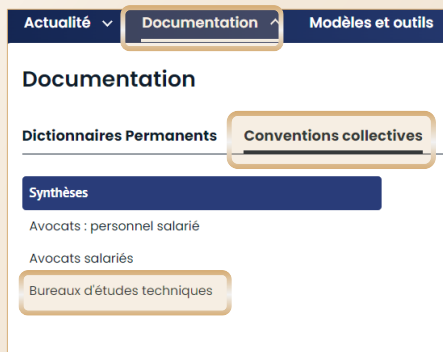 Actualité Documentation Modèles et outils
Documentation
Dictionnaires Permanents Conventions collectives
Synthèses
Avocats : personnel salarié
Avocats salariés
Bureaux d'études techniques